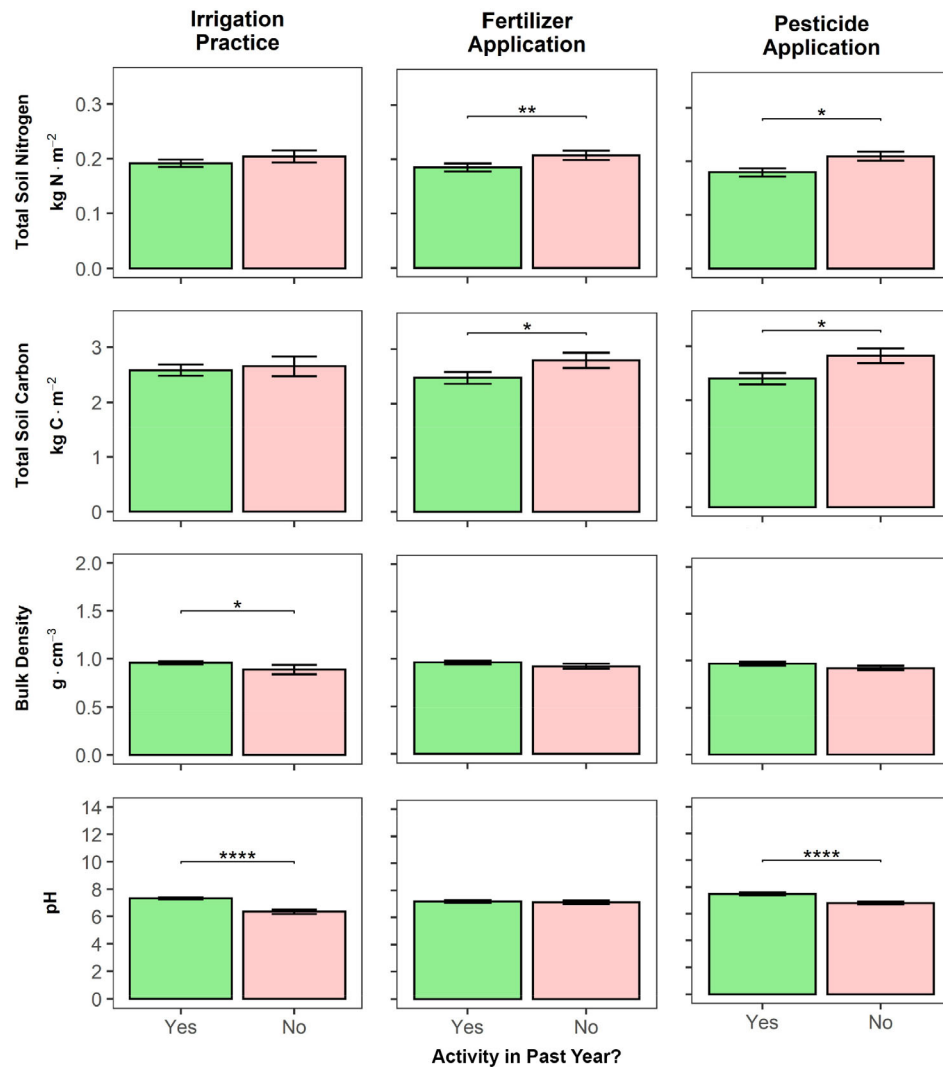 Irrigation
Practice
Fertilizer
Application
Pesticide
Application
Total Soil Nitrogen
kg N · m⁻²
0.3
0.2
0.1
0.0
**
*
Total Soil Carbon
kg C · m⁻²
3
2
1
0
*
*
Bulk Density
g · cm⁻³
2.0
1.5
1.0
0.5
0.0
*
pH
14
12
10
8
6
4
2
0
****
****
Yes No Yes No Yes No
Activity in Past Year?